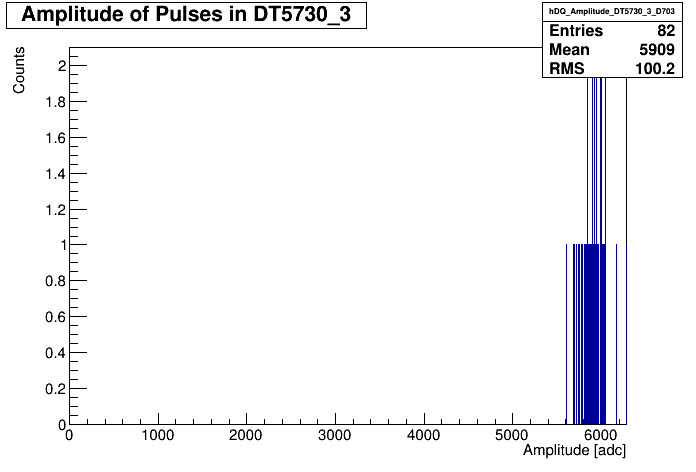 Amplitude of Pulses in DT5730_3
hDQ_Amplitude_DT5730_3_D703
Entries 82
Mean 5909
RMS 100.2
Counts
2
1.8
1.6
1.4
1.2
1
0.8
0.6
0.4
0.2
0
0 1000 2000 3000 4000 5000 6000
Amplitude [adc]